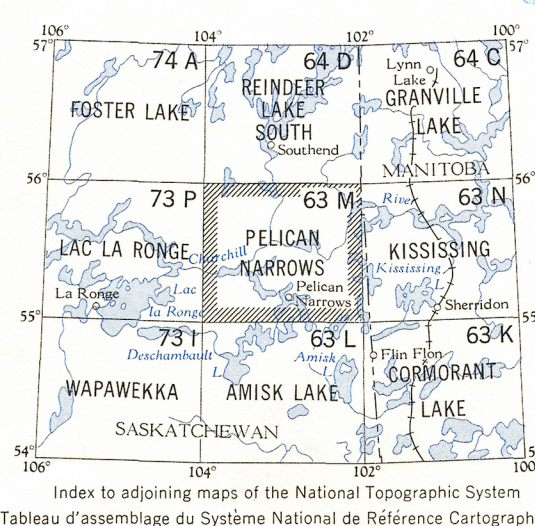 106° 104° 102° 100°
57° 57°
74 A 64 D 64 C
Lynn
Lake
FOSTER LAKE
REINDEER
LAKE
SOUTH
Southend
GRANVILLE
LAKE
MANITOBA
56° 56°
73 P 63 M 63 N
River
LAC LA RONGE
Churchill
PELICAN
NARROWS
KISSISSING
Kississing
L
La Ronge
Lac
la Ronge
Pelican
Narrows
Sherridon
55° 55°
73 I 63 L 63 K
Deschambault
L
Amisk
L
Flin Flon
WAPAWEKKA
AMISK LAKE
CORMORANT
LAKE
SASKATCHEWAN
54°
106° 104° 102° 100
Index to adjoining maps of the National Topographic System
Tableau d'assemblage du Système National de Référence Cartograph